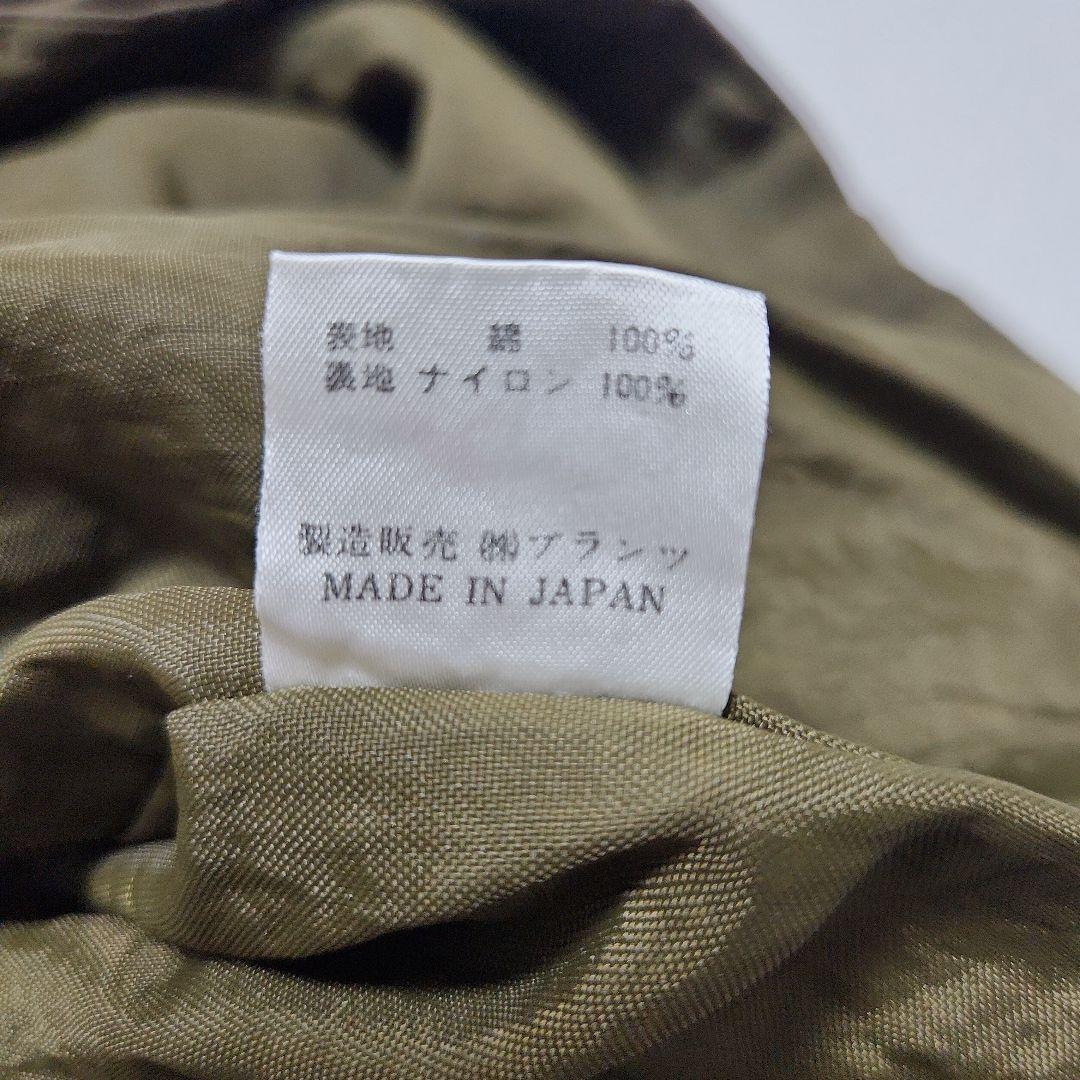 表地 綿 100%
裏地 ナイロン 100%
製造販売 ㈱プランツ
MADE IN JAPAN